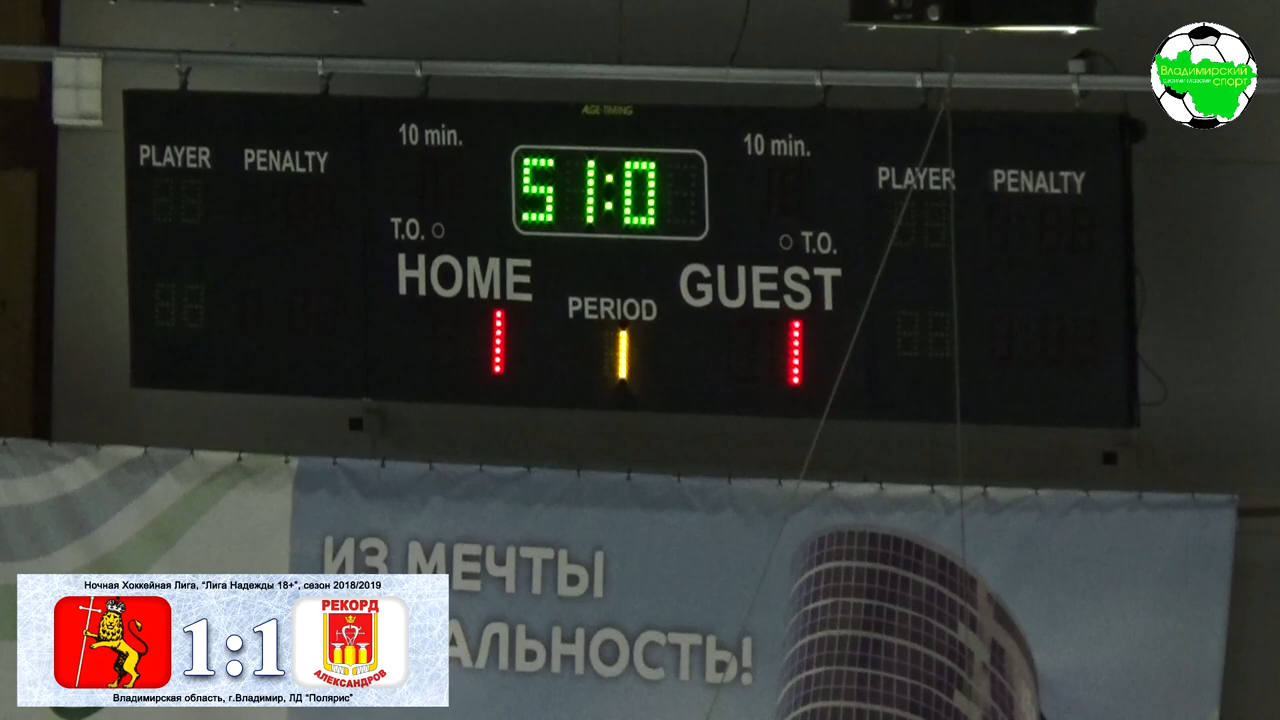 ALGE-TIMING
10 min.
10 min.
PLAYER
PENALTY
51:0
PLAYER
PENALTY
T.O.
T.O.
HOME
GUEST
PERIOD
1
1
1
Владимирский
спорт
ИЗ МЕЧТЫ
АЛЬНОСТЬ!
Ночная Хоккейная Лига, "Лига Надежды 18+", сезон 2018/2019
1:1
РЕКОРД
АЛЕКСАНДРОВ
Владимирская область, г.Владимир, ЛД "Полярис"